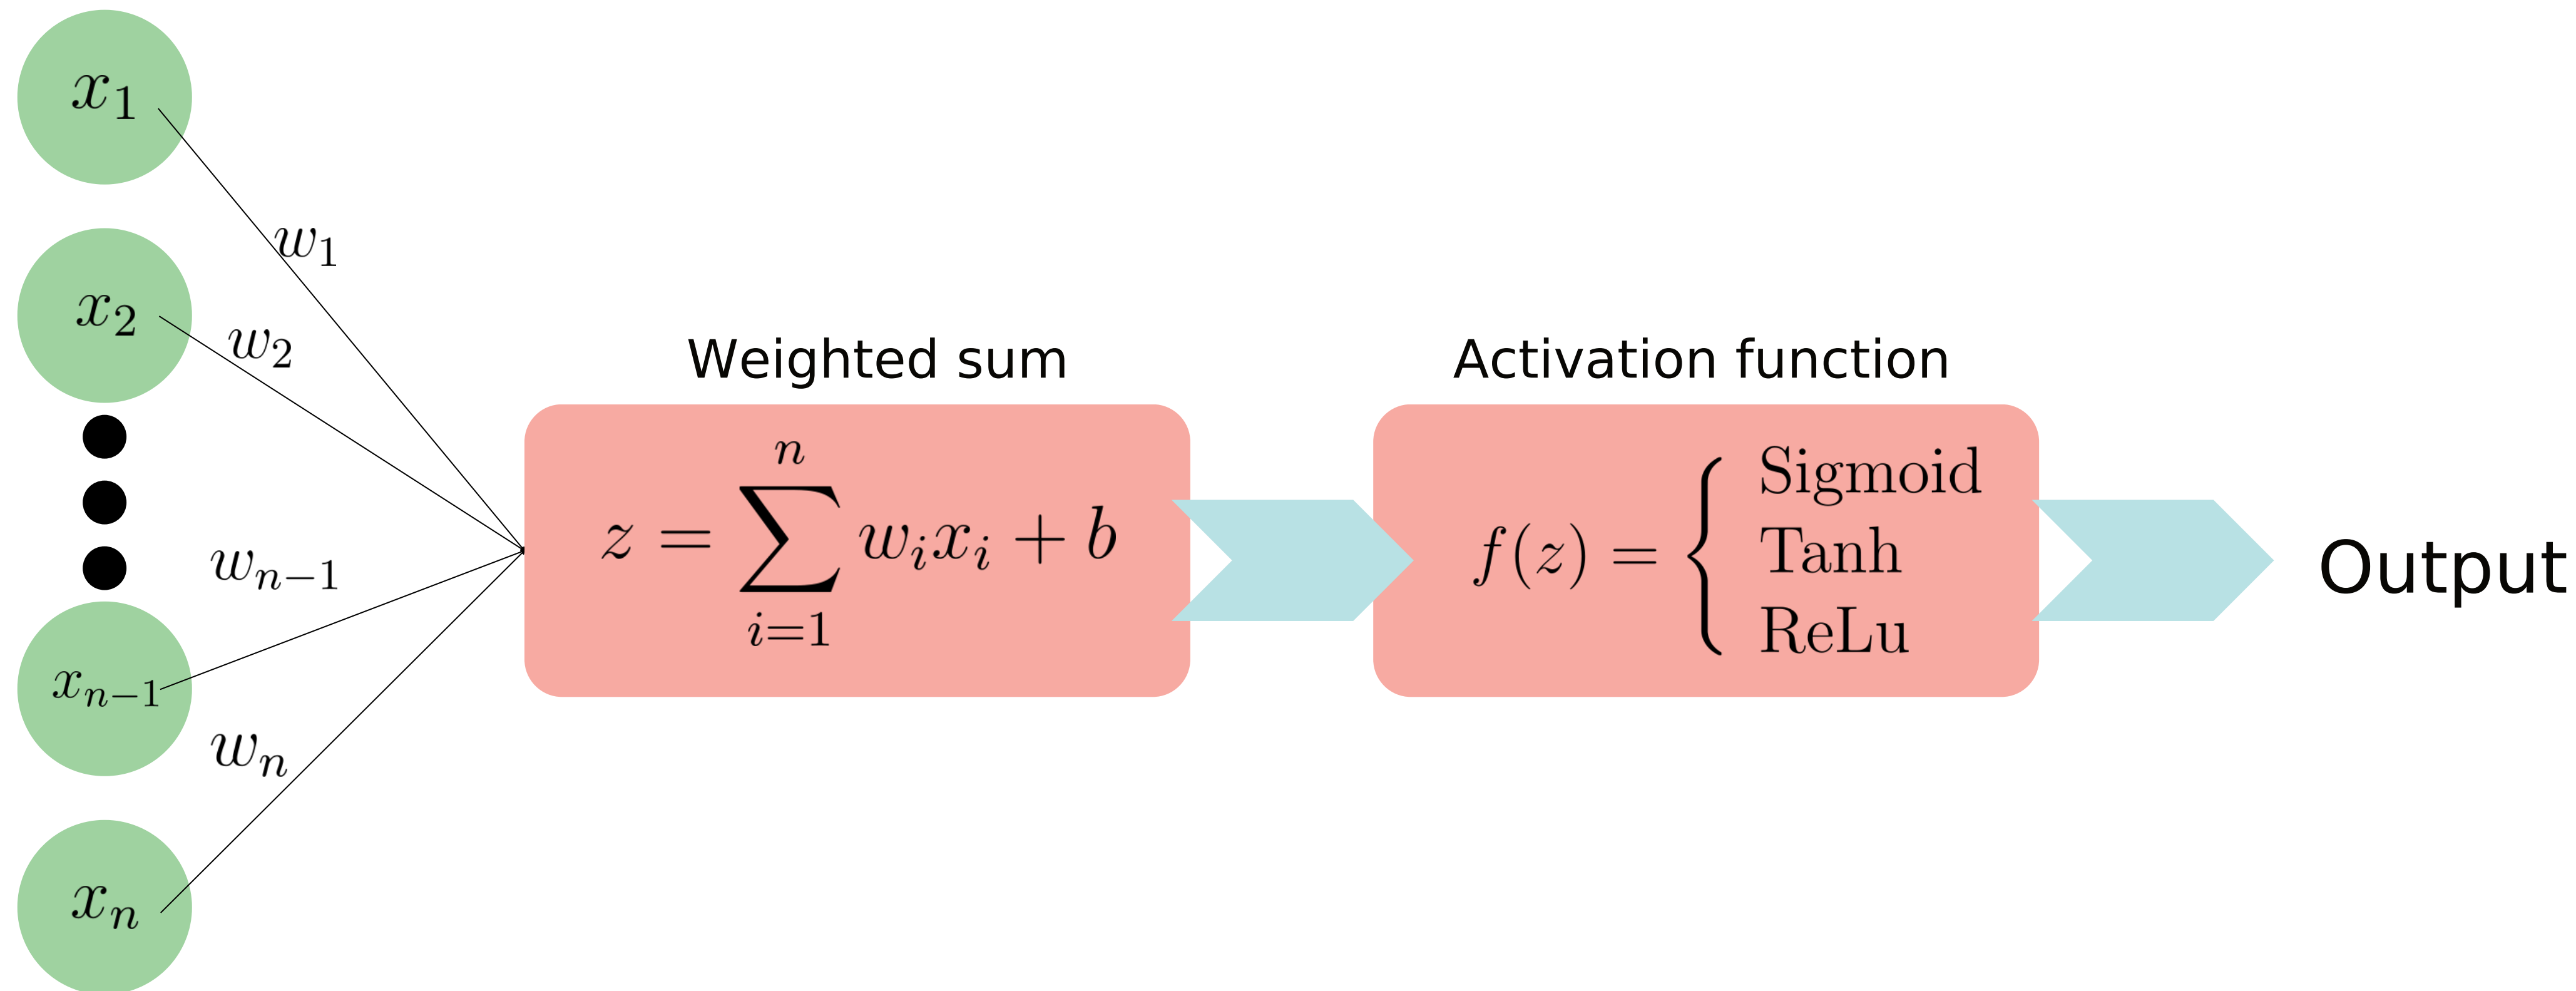 x₁
w₁
x₂
w₂
Weighted sum
Activation function
z = ∑ⁿᵢ₌₁ wᵢxᵢ + b
f(z) = {
Sigmoid
Tanh
ReLu
Output
wₙ₋₁
xₙ₋₁
wₙ
xₙ